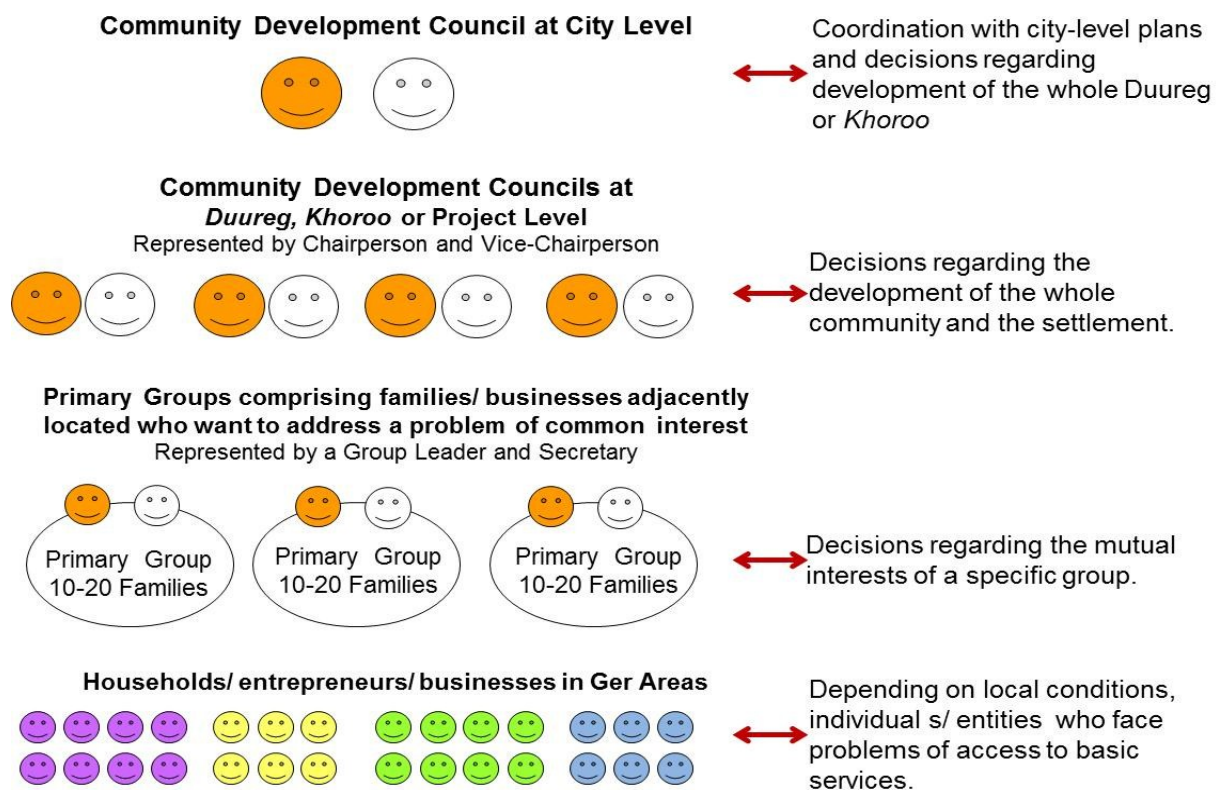 Community Development Council at City Level
Coordination with city-level plans
and decisions regarding
development of the whole Duureg
or Khoroo
Community Development Councils at
Duureg, Khoroo or Project Level
Represented by Chairperson and Vice-Chairperson
Decisions regarding the
development of the whole
community and the settlement.
Primary Groups comprising families/ businesses adjacently
located who want to address a problem of common interest
Represented by a Group Leader and Secretary
Primary Group
10-20 Families
Primary Group
10-20 Families
Primary Group
10-20 Families
Decisions regarding the mutual
interests of a specific group.
Households/ entrepreneurs/ businesses in Ger Areas
Depending on local conditions,
individual s/ entities who face
problems of access to basic
services.